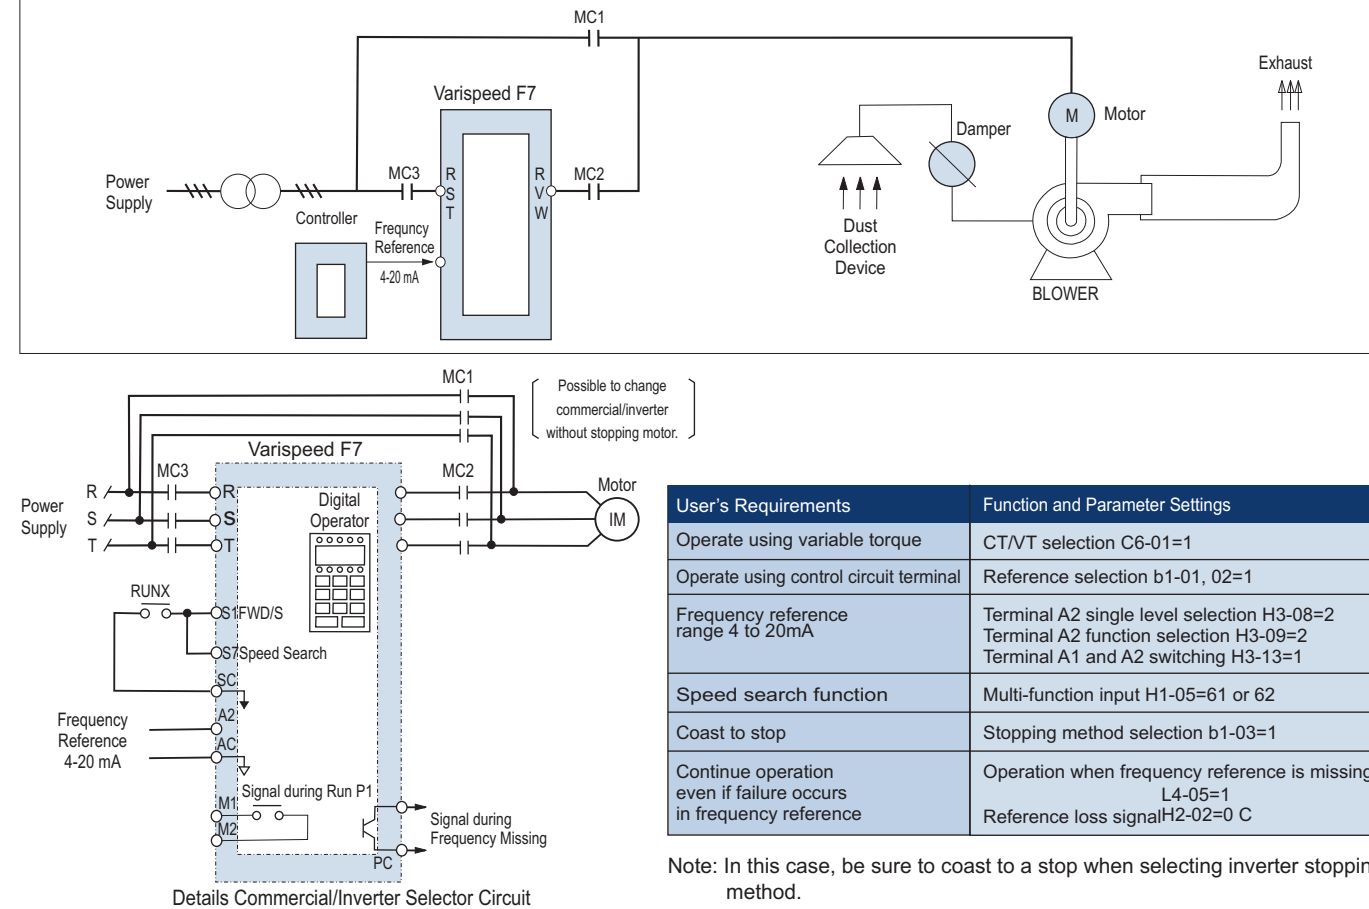 MC1
Exhaust
Varispeed F7
Damper
M
Motor
MC3
R
S
T
R
V
W
MC2
Power
Supply
Controller
Frequncy
Reference
4-20 mA
Dust
Collection
Device
BLOWER
MC1
Possible to change
commercial/inverter
without stopping motor.
Varispeed F7
MC3
MC2
Motor
Power
Supply
R
S
T
R
S
T
Digital
Operator
IM
RUNX
S1FWD/S
S7Speed Search
SC
A2
Frequency
Reference
4-20 mA
AC
Signal during Run P1
M1
M2
PC
Signal during
Frequency Missing
Details Commercial/Inverter Selector Circuit
User's Requirements Function and Parameter Settings
Operate using variable torque CT/VT selection C6-01=1
Operate using control circuit terminal Reference selection b1-01, 02=1
Frequency reference
range 4 to 20mA
Terminal A2 single level selection H3-08=2
Terminal A2 function selection H3-09=2
Terminal A1 and A2 switching H3-13=1
Speed search function Multi-function input H1-05=61 or 62
Coast to stop Stopping method selection b1-03=1
Continue operation
even if failure occurs
in frequency reference
Operation when frequency reference is missing
L4-05=1
Reference loss signalH2-02=0 C
Note: In this case, be sure to coast to a stop when selecting inverter stoppin
method.